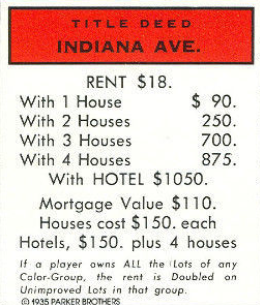 TITLE DEED
INDIANA AVE.
RENT $18.
With 1 House $ 90.
With 2 Houses 250.
With 3 Houses 700.
With 4 Houses 875.
With HOTEL $1050.
Mortgage Value $110.
Houses cost $150. each
Hotels, $150. plus 4 houses
If a player owns ALL the Lots of any
Color-Group, the rent is Doubled on
Unimproved Lots in that group.
© 1935 PARKER BROTHERS